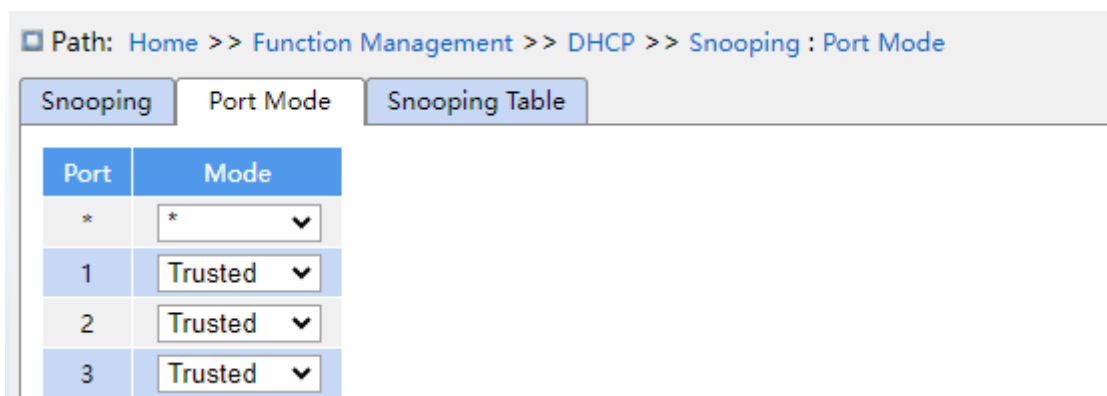 Path: Home >> Function Management >> DHCP >> Snooping : Port Mode
Snooping Port Mode Snooping Table
Port Mode
* *
1 Trusted
2 Trusted
3 Trusted